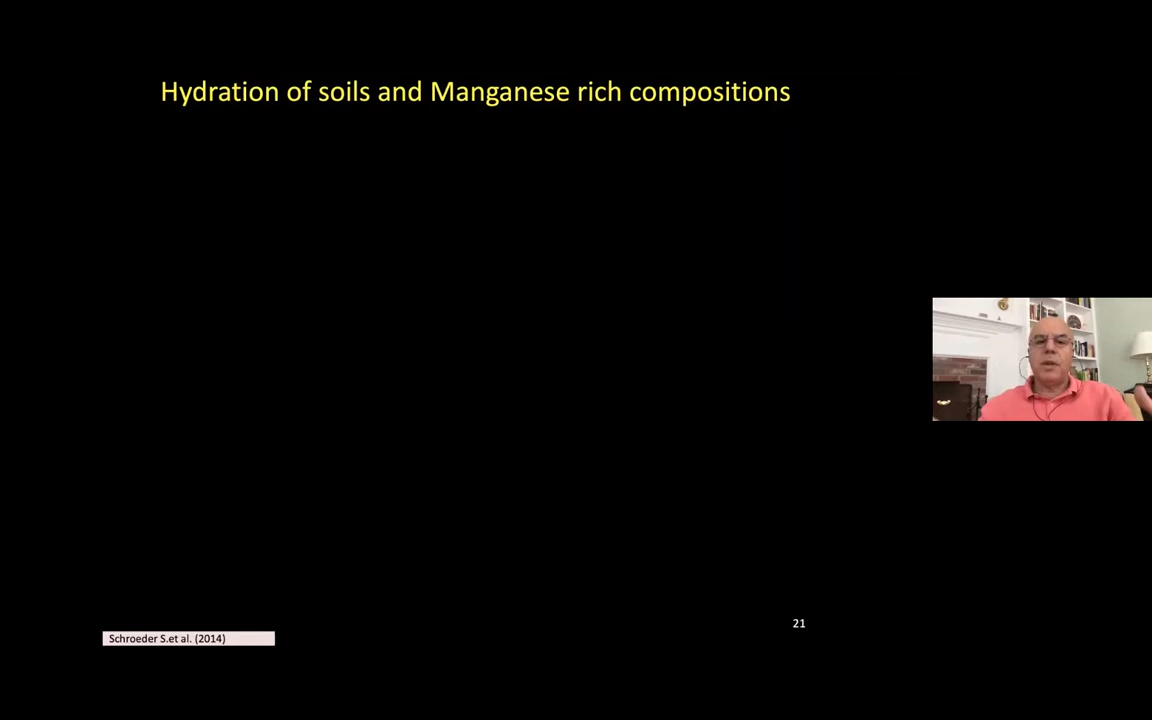 Hydration of soils and Manganese rich compositions
21
Schroeder S.et al. (2014)